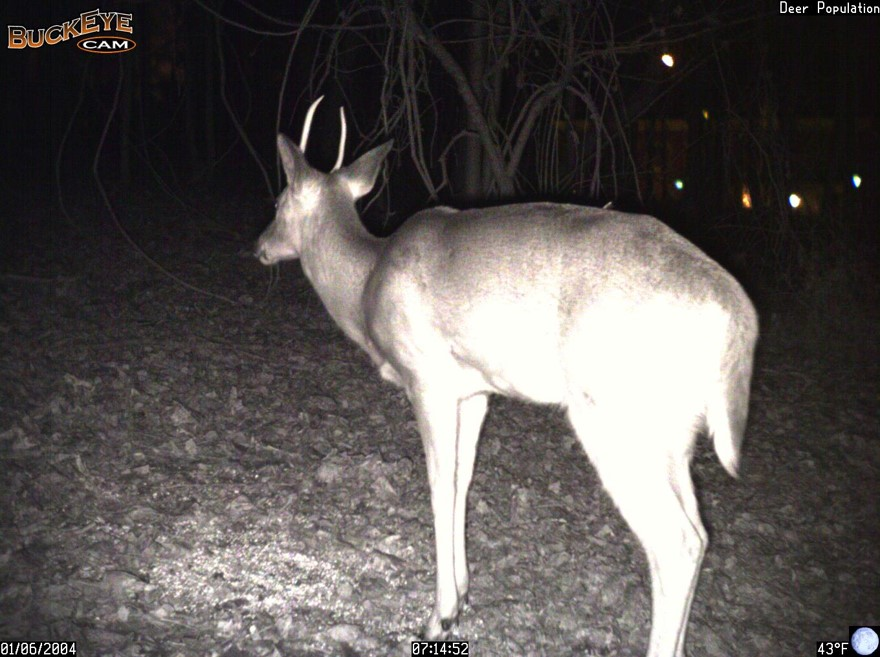 BUCKEYE
CAM
Deer Population
01/06/2004
07:14:52
43°F